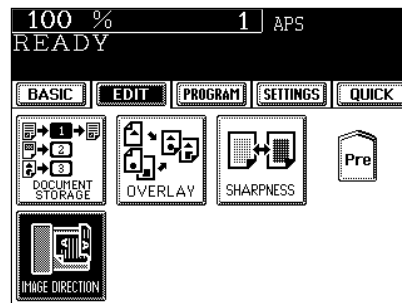 100 % 1 APS
READY
BASIC EDIT PROGRAM SETTINGS QUICK
1
2
3
DOCUMENT
STORAGE
OVERLAY
SHARPNESS
Pre
IMAGE DIRECTION